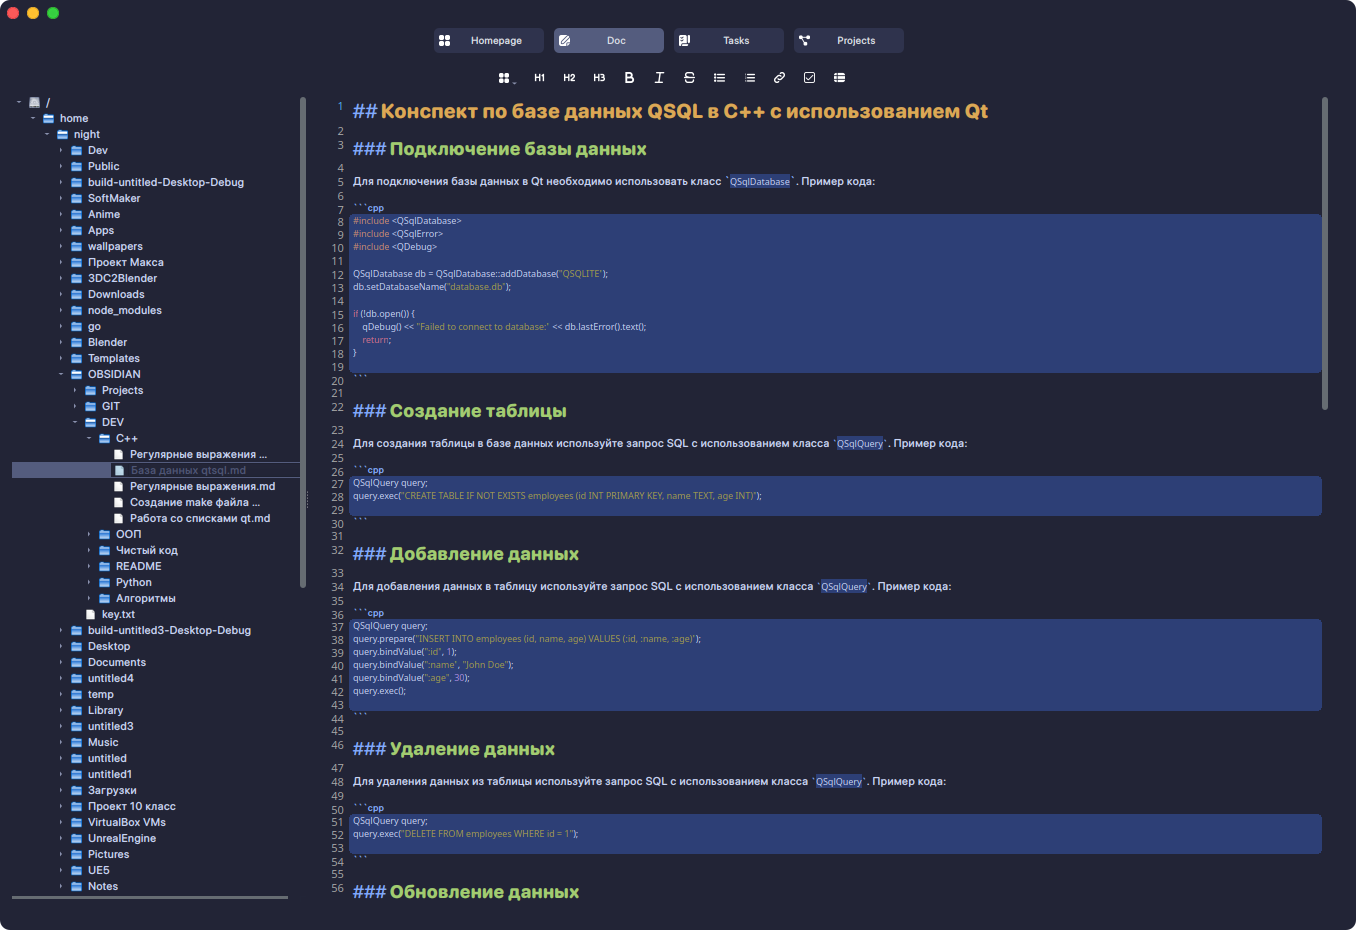 Homepage
Doc
Tasks
Projects
H1 H2 H3 B I S
/
home
night
Dev
Public
build-untitled-Desktop-Debug
SoftMaker
Anime
Apps
wallpapers
Проект Макса
3DC2Blender
Downloads
node_modules
go
Blender
Templates
OBSIDIAN
Projects
GIT
DEV
C++
Регулярные выражения ...
База данных qtsql.md
Регулярные выражения.md
Создание make файла ...
Работа со списками qt.md
ООП
Чистый код
README
Python
Алгоритмы
key.txt
build-untitled3-Desktop-Debug
Desktop
Documents
untitled4
temp
Library
untitled3
Music
untitled
untitled1
Загрузки
Проект 10 класс
VirtualBox VMs
UnrealEngine
Pictures
UE5
Notes
1 ## Конспект по базе данных QSQL в C++ с использованием Qt
2
3 ### Подключение базы данных
4
5 Для подключения базы данных в Qt необходимо использовать класс `QSqlDatabase`. Пример кода:
6
7 ```cpp
8 #include <QSqlDatabase>
9 #include <QSqlError>
10 #include <QDebug>
11
12 QSqlDatabase db = QSqlDatabase::addDatabase("QSQLITE");
13 db.setDatabaseName("database.db");
14
15 if (!db.open()) {
16 qDebug() << "Failed to connect to database:" << db.lastError().text();
17 return;
18 }
19
20 ```
21
22 ### Создание таблицы
23
24 Для создания таблицы в базе данных используйте запрос SQL с использованием класса `QSqlQuery`. Пример кода:
25
26 ```cpp
27 QSqlQuery query;
28 query.exec("CREATE TABLE IF NOT EXISTS employees (id INT PRIMARY KEY, name TEXT, age INT)");
29
30 ```
31
32 ### Добавление данных
33
34 Для добавления данных в таблицу используйте запрос SQL с использованием класса `QSqlQuery`. Пример кода:
35
36 ```cpp
37 QSqlQuery query;
38 query.prepare("INSERT INTO employees (id, name, age) VALUES (:id, :name, :age)");
39 query.bindValue(":id", 1);
40 query.bindValue(":name", "John Doe");
41 query.bindValue(":age", 30);
42 query.exec();
43
44 ```
45
46 ### Удаление данных
47
48 Для удаления данных из таблицы используйте запрос SQL с использованием класса `QSqlQuery`. Пример кода:
49
50 ```cpp
51 QSqlQuery query;
52 query.exec("DELETE FROM employees WHERE id = 1");
53
54 ```
55
56 ### Обновление данных